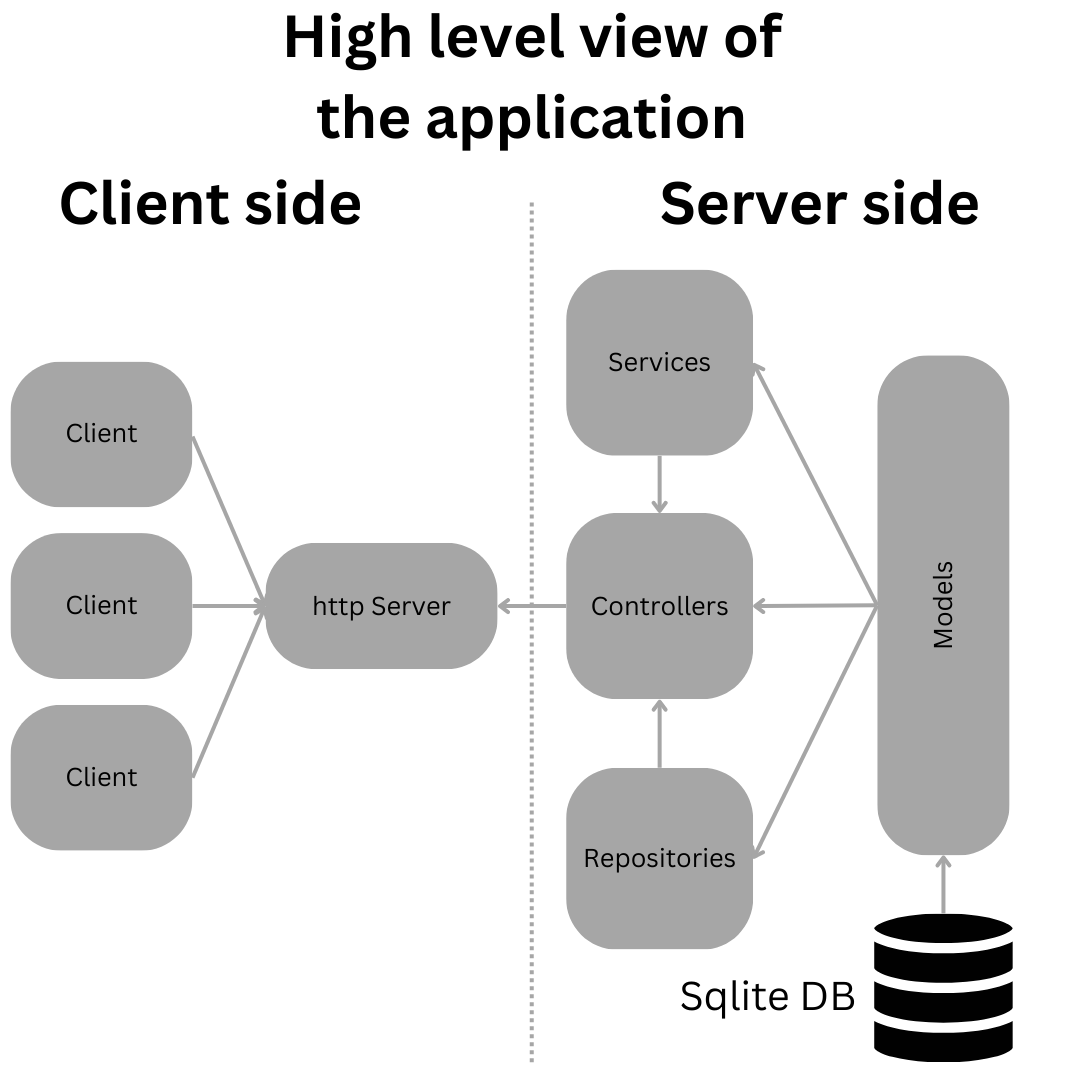 High level view of
the application
Client side
Server side
Services
Client
Client
Client
http Server
Controllers
Models
Repositories
Sqlite DB